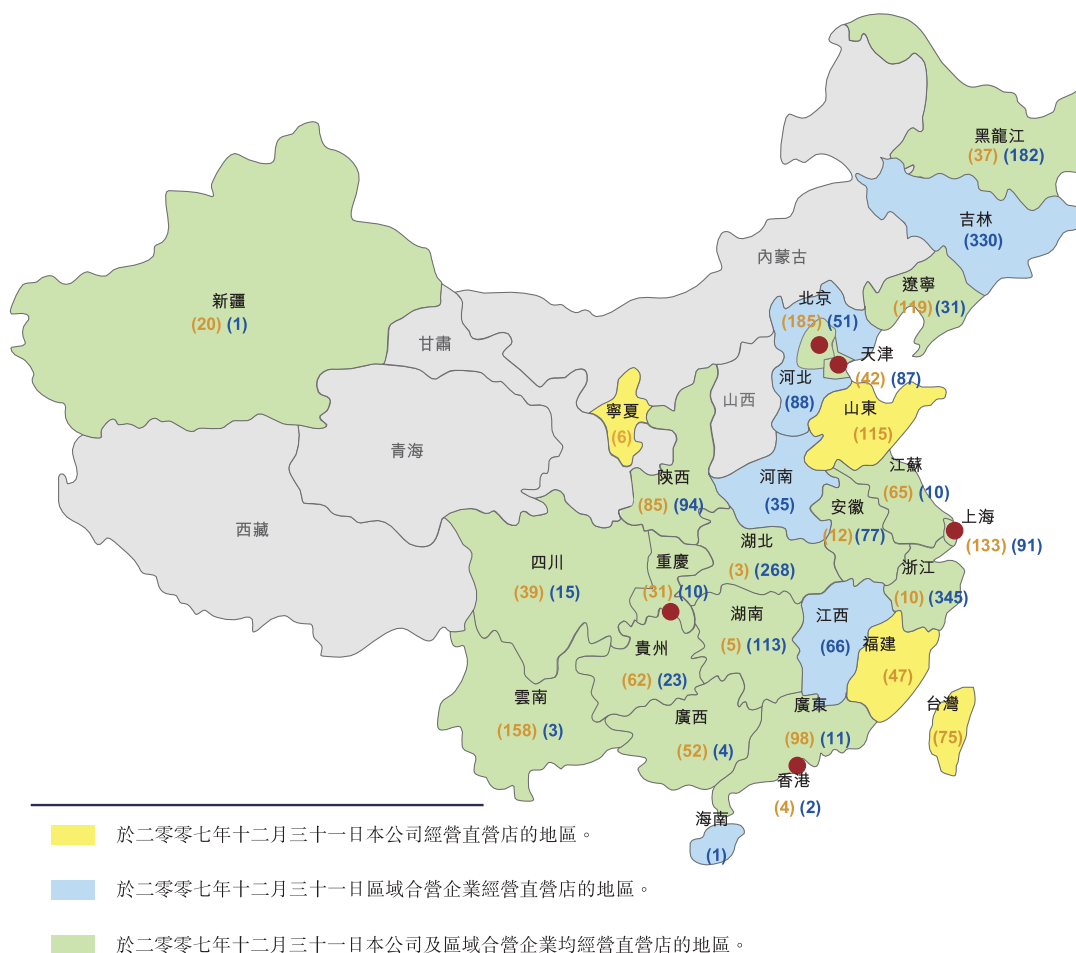 黑龍江
(37) (182)
吉林
(330)
內蒙古
遼寧
(119) (31)
北京
(185) (51)
新疆
(20) (1)
甘肅
天津
(42) (87)
河北
(88)
山西
寧夏
(6)
山東
(115)
青海
江蘇
(65) (10)
陝西
(85) (94)
河南
(35)
安徽
(12) (77)
上海
(133) (91)
西藏
湖北
(3) (268)
四川
(39) (15)
重慶
(31) (10)
浙江
(10) (345)
湖南
(5) (113)
江西
(66)
福建
(47)
貴州
(62) (23)
雲南
(158) (3)
廣西
(52) (4)
廣東
(98) (11)
台灣
(75)
香港
(4) (2)
海南
(1)
於二零零七年十二月三十一日本公司經營直營店的地區。
於二零零七年十二月三十一日區域合營企業經營直營店的地區。
於二零零七年十二月三十一日本公司及區域合營企業均經營直營店的地區。